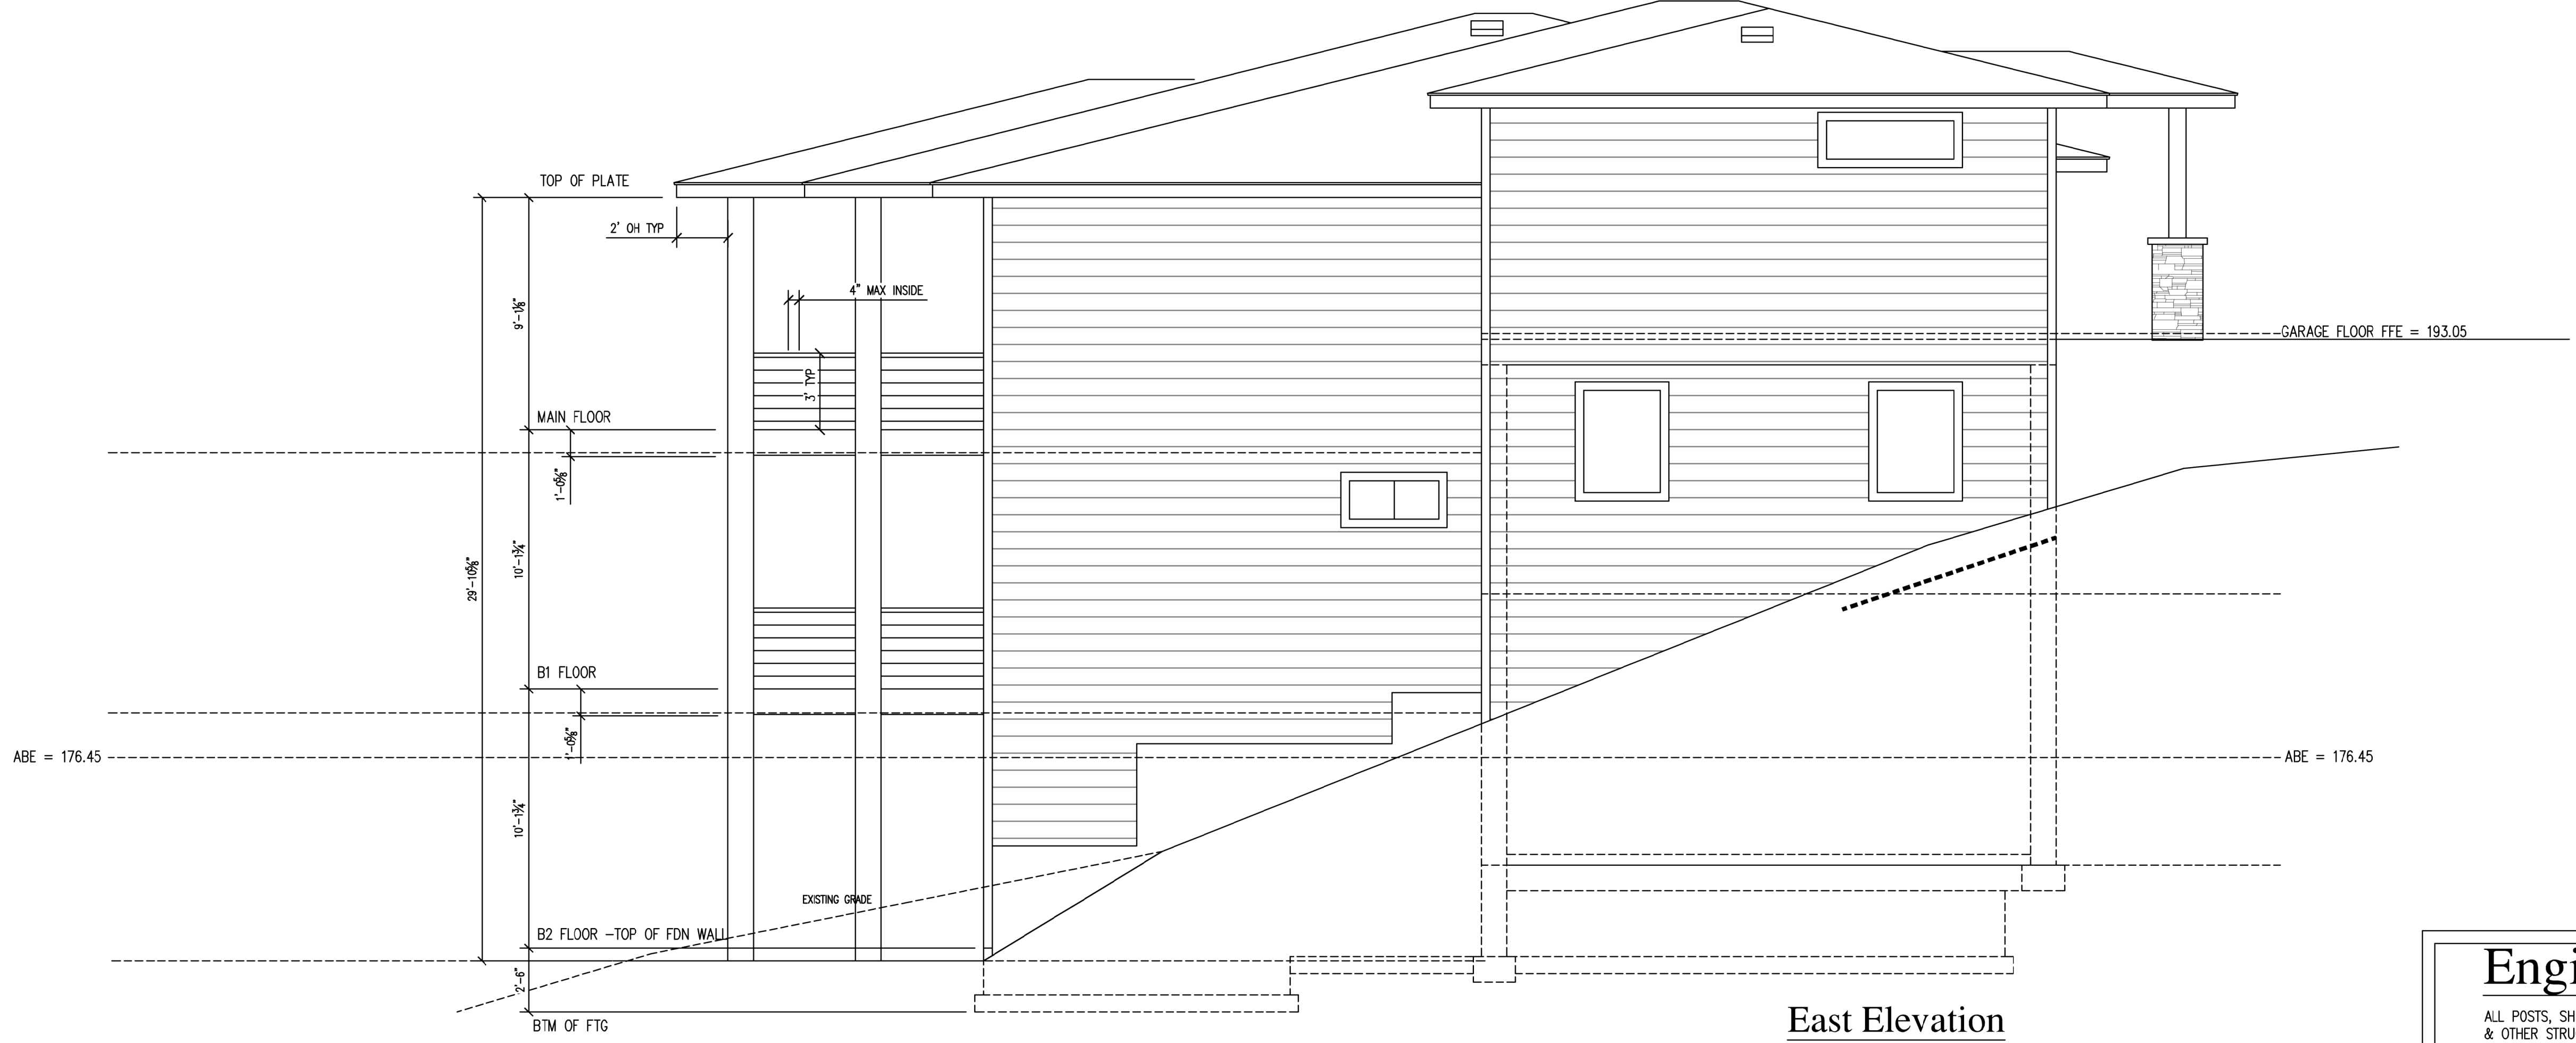 TOP OF PLATE
2' OH TYP
4" MAX INSIDE
9'-1⅛"
GARAGE FLOOR FFE = 193.05
3' TYP
MAIN FLOOR
1'-0⅝"
10'-1¾"
29'-10⅝"
B1 FLOOR
1'-0⅝"
ABE = 176.45
ABE = 176.45
10'-1¾"
EXISTING GRADE
B2 FLOOR -TOP OF FDN WALL
2'-6"
BTM OF FTG
East Elevation
Engi
ALL POSTS, SH
& OTHER STRU